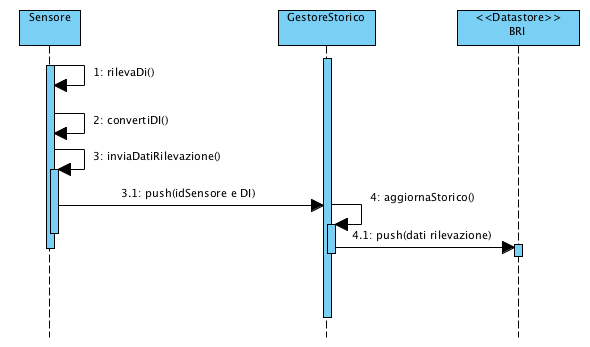 Sensore
GestoreStorico
<<Datastore>>
BRI
1: rilevaDi()
2: convertiDI()
3: inviaDatiRilevazione()
3.1: push(idSensore e DI)
4: aggiornaStorico()
4.1: push(dati rilevazione)